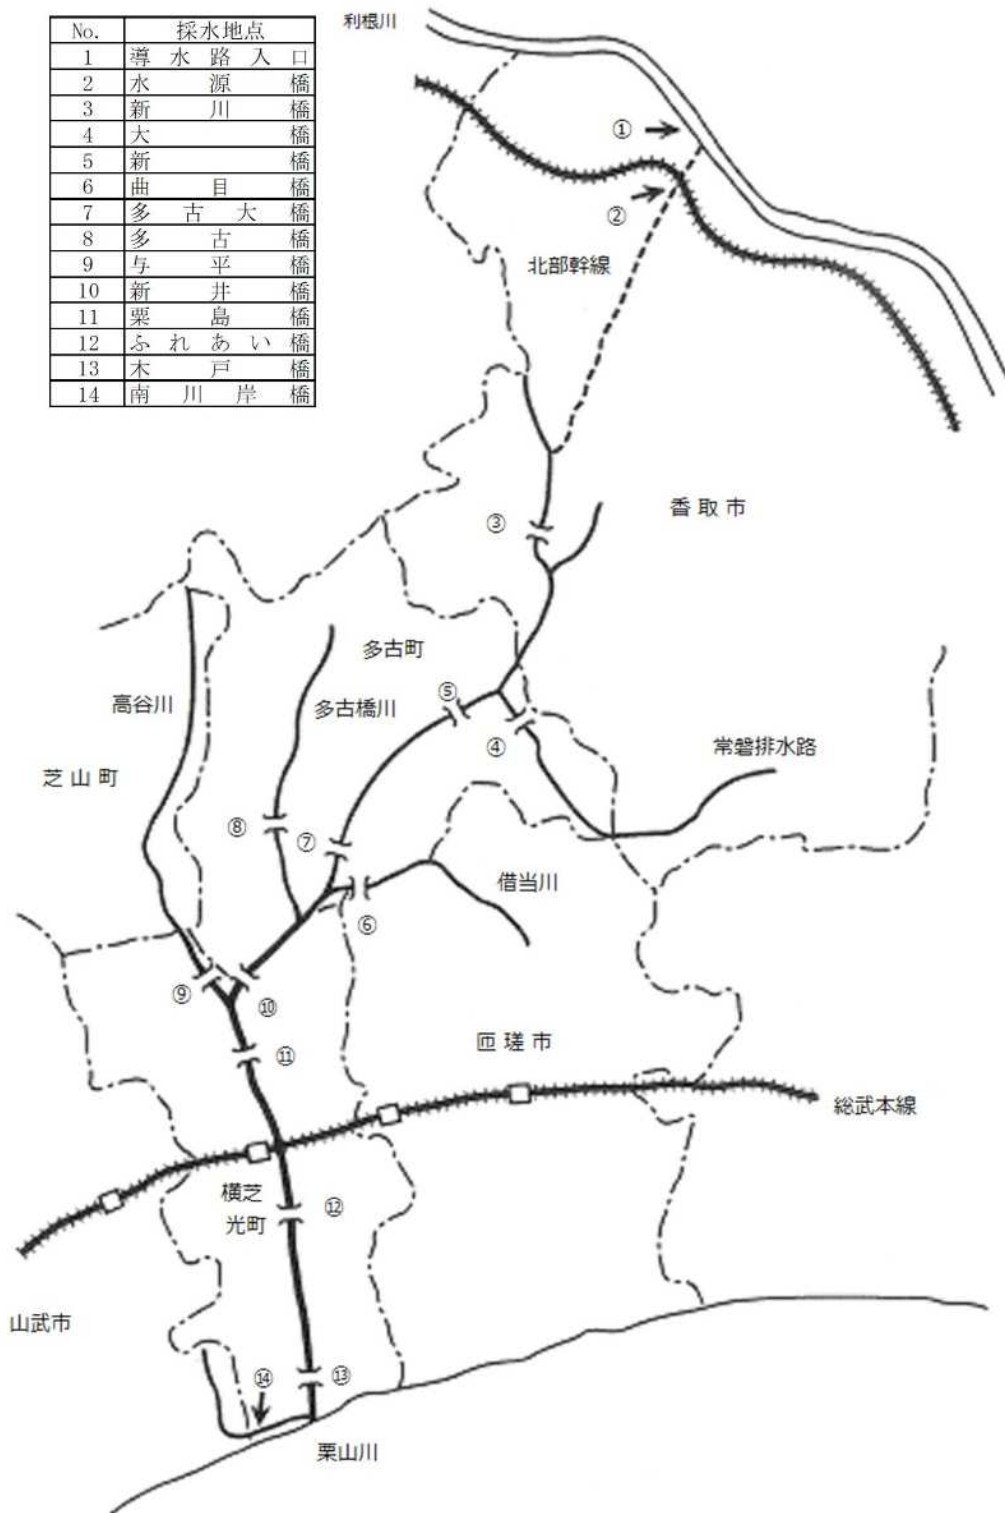 No. 採水地点
1 導水路入口
2 水源橋
3 新川橋
4 大橋
5 新橋
6 曲目橋
7 多古大橋
8 多古橋
9 与平橋
10 新井橋
11 栗島橋
12 ふれあい橋
13 木戸橋
14 南川岸橋
利根川
①
②
北部幹線
③
香取市
多古町
高谷川
多古橋川
⑤
④
常磐排水路
芝山町
⑧
⑦
借当川
⑥
⑨
⑩
⑪
匝瑳市
総武本線
横芝
光町
⑫
山武市
⑭
⑬
栗山川